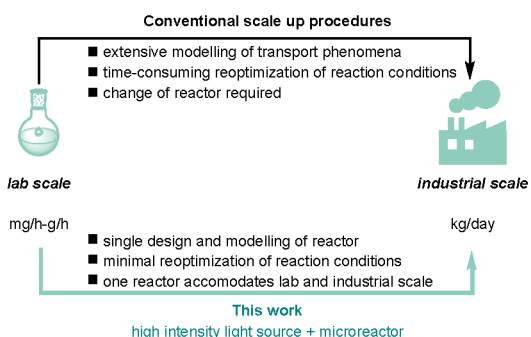 Conventional scale up procedures
extensive modelling of transport phenomena
time-consuming reoptimization of reaction conditions
change of reactor required
lab scale
industrial scale
mg/h-g/h
kg/day
single design and modelling of reactor
minimal reoptimization of reaction conditions
one reactor accomodates lab and industrial scale
This work
high intensity light source + microreactor